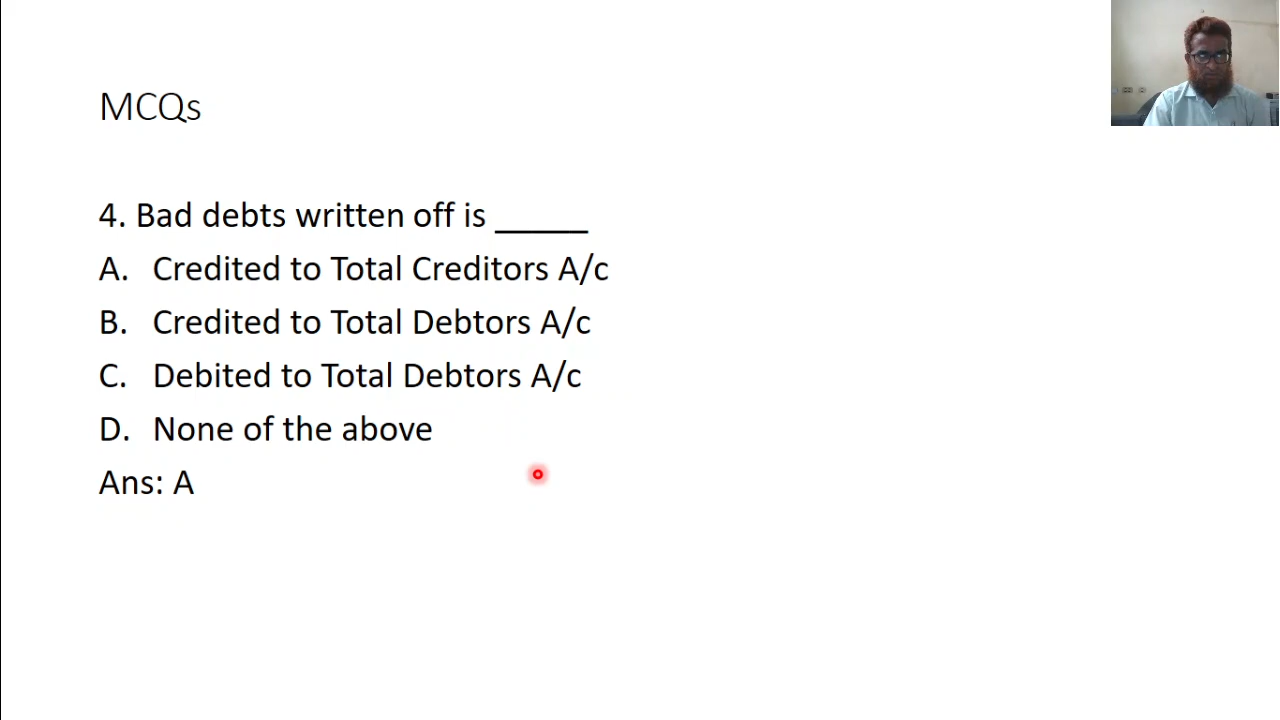 MCQs
4. Bad debts written off is _____
A. Credited to Total Creditors A/c
B. Credited to Total Debtors A/c
C. Debited to Total Debtors A/c
D. None of the above
Ans: A